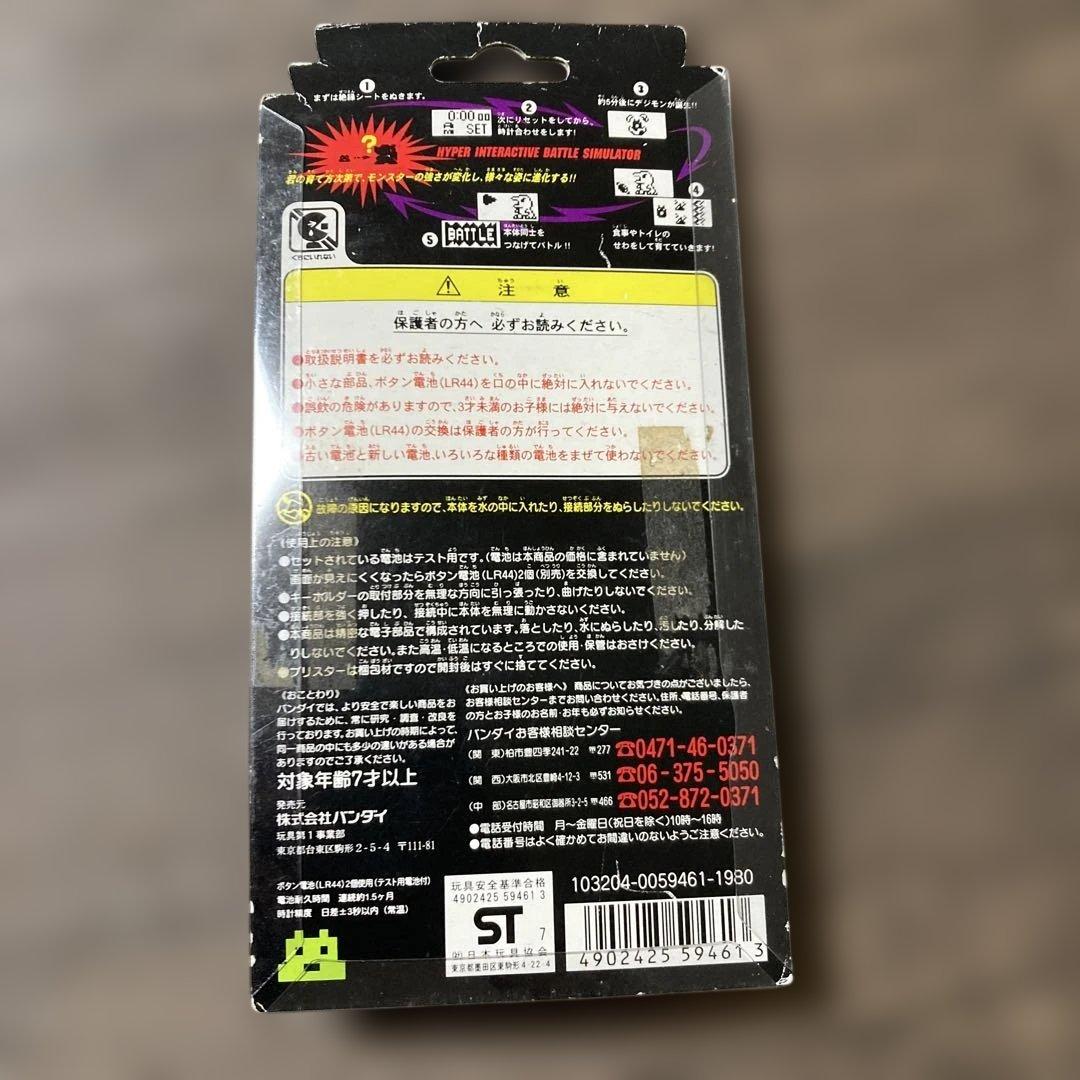 ①
まずは絶縁シートをぬきます。
0:00 00
SET
②
次にリセットをしてから、
時計合わせをします!
③
約5分後にデジモンが誕生!!
?
HYPER INTERACTIVE BATTLE SIMULATOR
君の育て方次第で、モンスターの強さが変化し、様々な姿に進化する!!
④
食事やトイレの
せわをして育てていきます!
⑤
BATTLE
本体同士を
つなげてバトル!!
くちにいれない
⚠ 注意
保護者の方へ 必ずお読みください。
●取扱説明書を必ずお読みください。
●小さな部品、ボタン電池(LR44)を口の中に絶対に入れないでください。
●誤飲の危険がありますので、3才未満のお子様には絶対に与えないでください。
●ボタン電池(LR44)の交換は保護者の方が行ってください。
●古い電池と新しい電池、いろいろな種類の電池をまぜて使わないでください。
故障の原因になりますので、本体を水の中に入れたり、接続部分をぬらしたりしないでください。
《使用上の注意》
●セットされている電池はテスト用です。(電池は本商品の価格に含まれていません)
画面が見えにくくなったらボタン電池(LR44)2個(別売)を交換してください。
●キーホルダーの取付部分を無理な方向に引っ張ったり、曲げたりしないでください。
●接続部を強く押したり、接続中に本体を無理に動かさないください。
●本商品は精密な電子部品で構成されています。落としたり、水にぬらしたり、汚したり、分解した
りしないでください。また高温・低温になるところでの使用・保管はおさけください。
●ブリスターは梱包材ですので開封後はすぐに捨ててください。
《おことわり》
バンダイでは、より安全で楽しい商品をお
届けするために、常に研究・調査・改良を
行っております。お買い上げの時期によって、
同一商品の中にも多少の違いがある場合が
ありますのでご了承ください。
対象年齢7才以上
発売元
株式会社バンダイ
玩具第1事業部
東京都台東区駒形2-5-4 〒111-81
《お買い上げのお客様へ》 商品についてお気づきの点がございましたら、
お客様相談センターまでお問い合わせください。住所、電話番号、保護者
の方とお子様のお名前・お年も必ずお知らせください。
バンダイお客様相談センター
(関 東)柏市豊四季241-22 〒277 ☎0471-46-0371
(関 西)大阪市北区豊崎4-12-3 〒531 ☎06-375-5050
(中 部)名古屋市昭和区御器所3-2-5 〒466 ☎052-872-0371
●電話受付時間 月〜金曜日(祝日を除く)10時〜16時
●電話番号はよく確かめてお間違いのないようご注意ください。
ボタン電池(LR44)2個使用(テスト用電池付)
電池耐久時間 連続約1.5ヶ月
時計精度 日差±3秒以内(常温)
玩具安全基準合格
4902425 59461 3
ST 7
㈳日本玩具協会
東京都墨田区東駒形4-22-4
103204-0059461-1980
4902425 594613